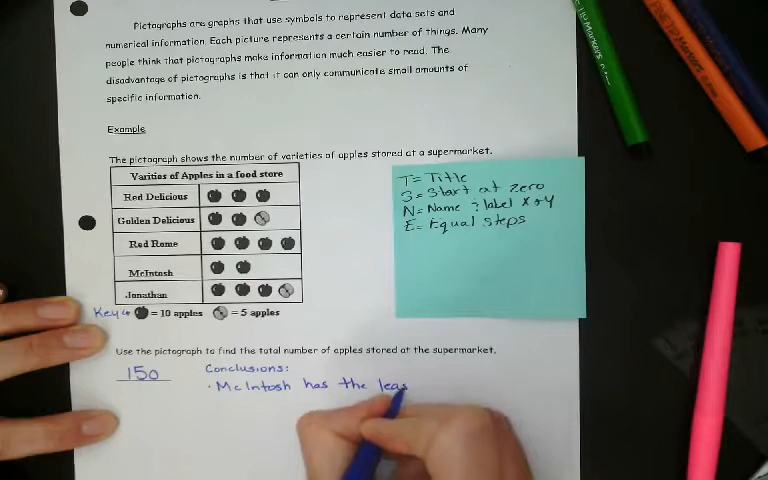 Pictographs are graphs that use symbols to represent data sets and
numerical information. Each picture represents a certain number of things. Many
people think that pictographs make information much easier to read. The
disadvantage of pictographs is that it can only communicate small amounts of
specific information.
Example
The pictograph shows the number of varieties of apples stored at a supermarket.
Varities of Apples in a food store
Red Delicious
Golden Delicious
Red Rome
McIntosh
Jonathan
Key → = 10 apples = 5 apples
T= Title
S= Start at zero
N= Name & label X & Y
E= Equal steps
Use the pictograph to find the total number of apples stored at the supermarket.
150
Conclusions:
· McIntosh has the leas
Markers
Markers